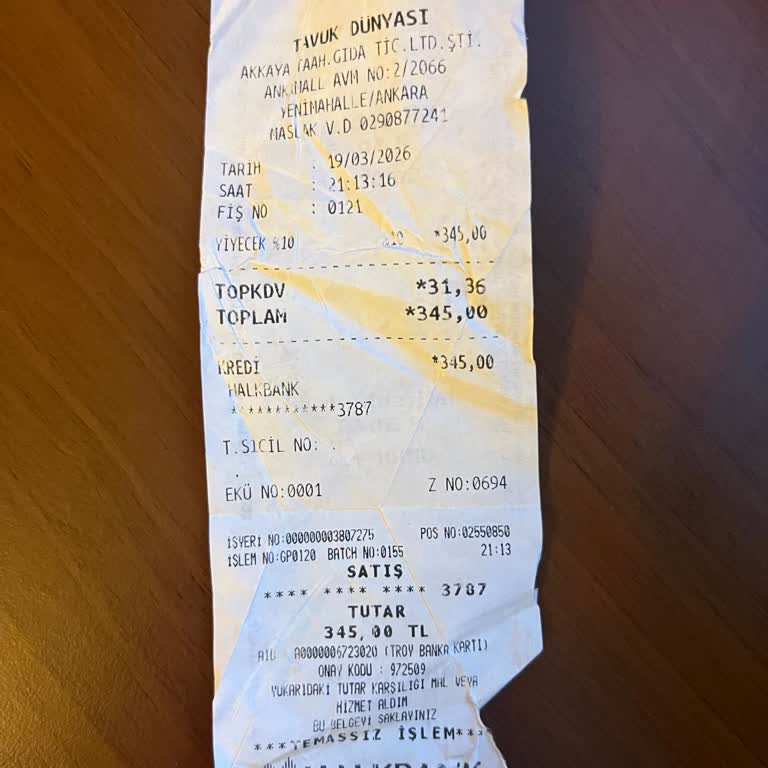 TAVUK DÜNYASI
AKKAYA TAAH.GIDA TİC.LTD.ŞTİ.
ANKAMALL AVM NO:2/2066
YENİMAHALLE/ANKARA
MASLAK V.D 0290877241
TARİH : 19/03/2026
SAAT : 21:13:16
FİŞ NO : 0121
YİYECEK %10 %10 *345,00
TOPKDV *31,36
TOPLAM *345,00
KREDİ *345,00
HALKBANK
************3787
T.SİCİL NO: .
.
EKÜ NO:0001 Z NO:0694
İŞYERİ NO:000000003807275 POS NO:02550850
İŞLEM NO:GP0120 BATCH NO:0155 21:13
SATIŞ
**** **** **** 3787
TUTAR
345,00 TL
AID A0000006723020 (TROY BANKA KARTI)
ONAY KODU : 972509
YUKARIDAKİ TUTAR KARŞILIĞI MAL VEYA
HİZMET ALDIM
BU BELGEYİ SAKLAYINIZ
***TEMASSIZ İŞLEM***
HALKBANK